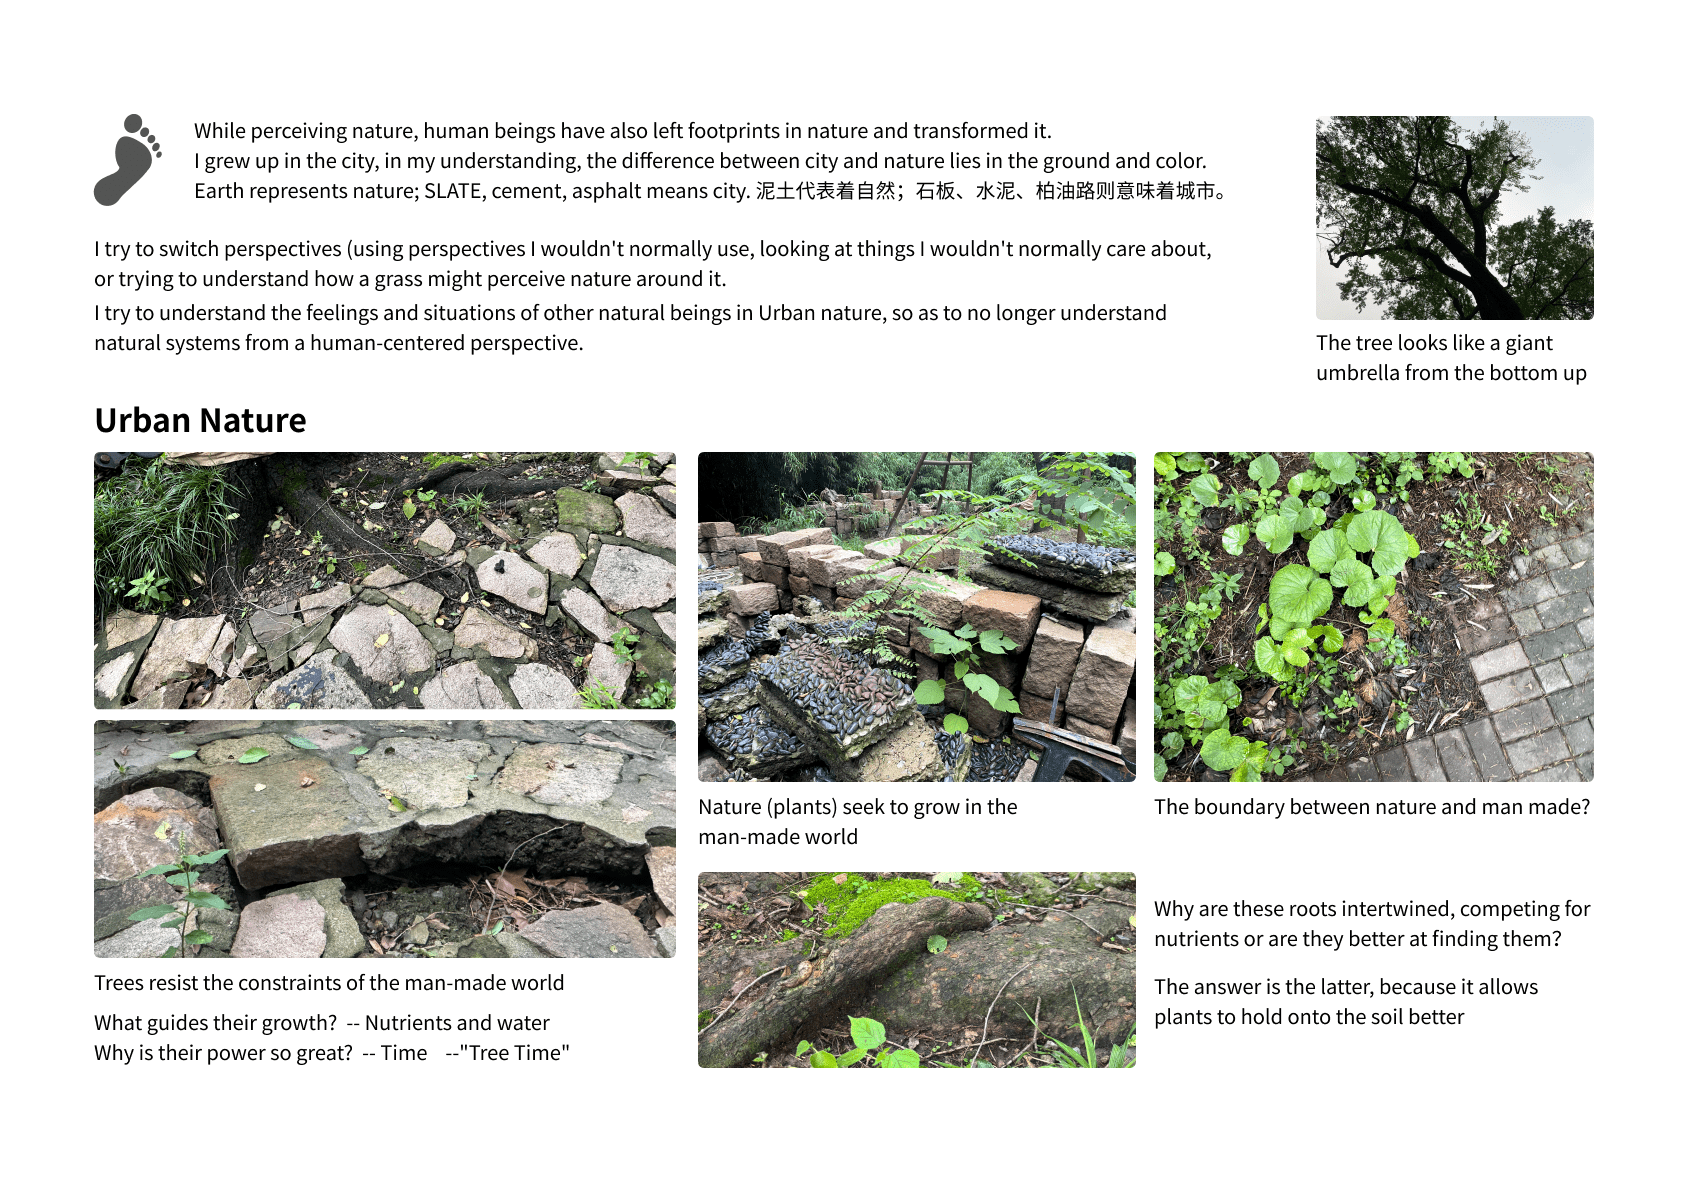 While perceiving nature, human beings have also left footprints in nature and transformed it.
I grew up in the city, in my understanding, the difference between city and nature lies in the ground and color.
Earth represents nature; SLATE, cement, asphalt means city. 泥土代表着自然；石板、水泥、柏油路则意味着城市。
I try to switch perspectives (using perspectives I wouldn't normally use, looking at things I wouldn't normally care about,
or trying to understand how a grass might perceive nature around it.
I try to understand the feelings and situations of other natural beings in Urban nature, so as to no longer understand
natural systems from a human-centered perspective.
The tree looks like a giant
umbrella from the bottom up
Urban Nature
Trees resist the constraints of the man-made world
What guides their growth?  -- Nutrients and water
Why is their power so great?  -- Time   --"Tree Time"
Nature (plants) seek to grow in the
man-made world
The boundary between nature and man made?
Why are these roots intertwined, competing for
nutrients or are they better at finding them?
The answer is the latter, because it allows
plants to hold onto the soil better